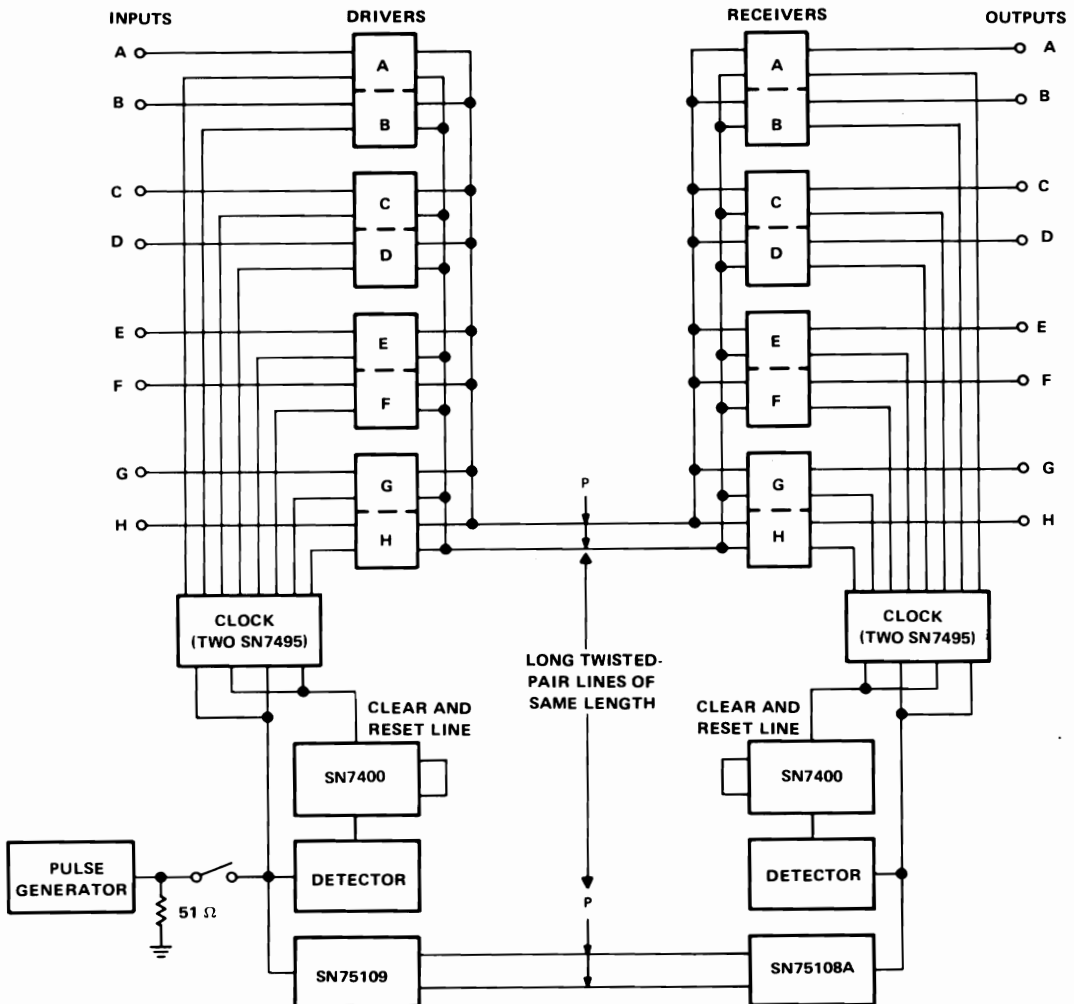 INPUTS
DRIVERS
RECEIVERS
OUTPUTS
A
A
A
A
B
B
B
B
C
C
C
C
D
D
D
D
E
E
E
E
F
F
F
F
G
G
G
G
P
H
H
H
H
CLOCK
(TWO SN7495)
CLOCK
(TWO SN7495)
LONG TWISTED-
PAIR LINES OF
SAME LENGTH
CLEAR AND
RESET LINE
CLEAR AND
RESET LINE
SN7400
SN7400
PULSE
GENERATOR
51 Ω
DETECTOR
DETECTOR
P
SN75109
SN75108A